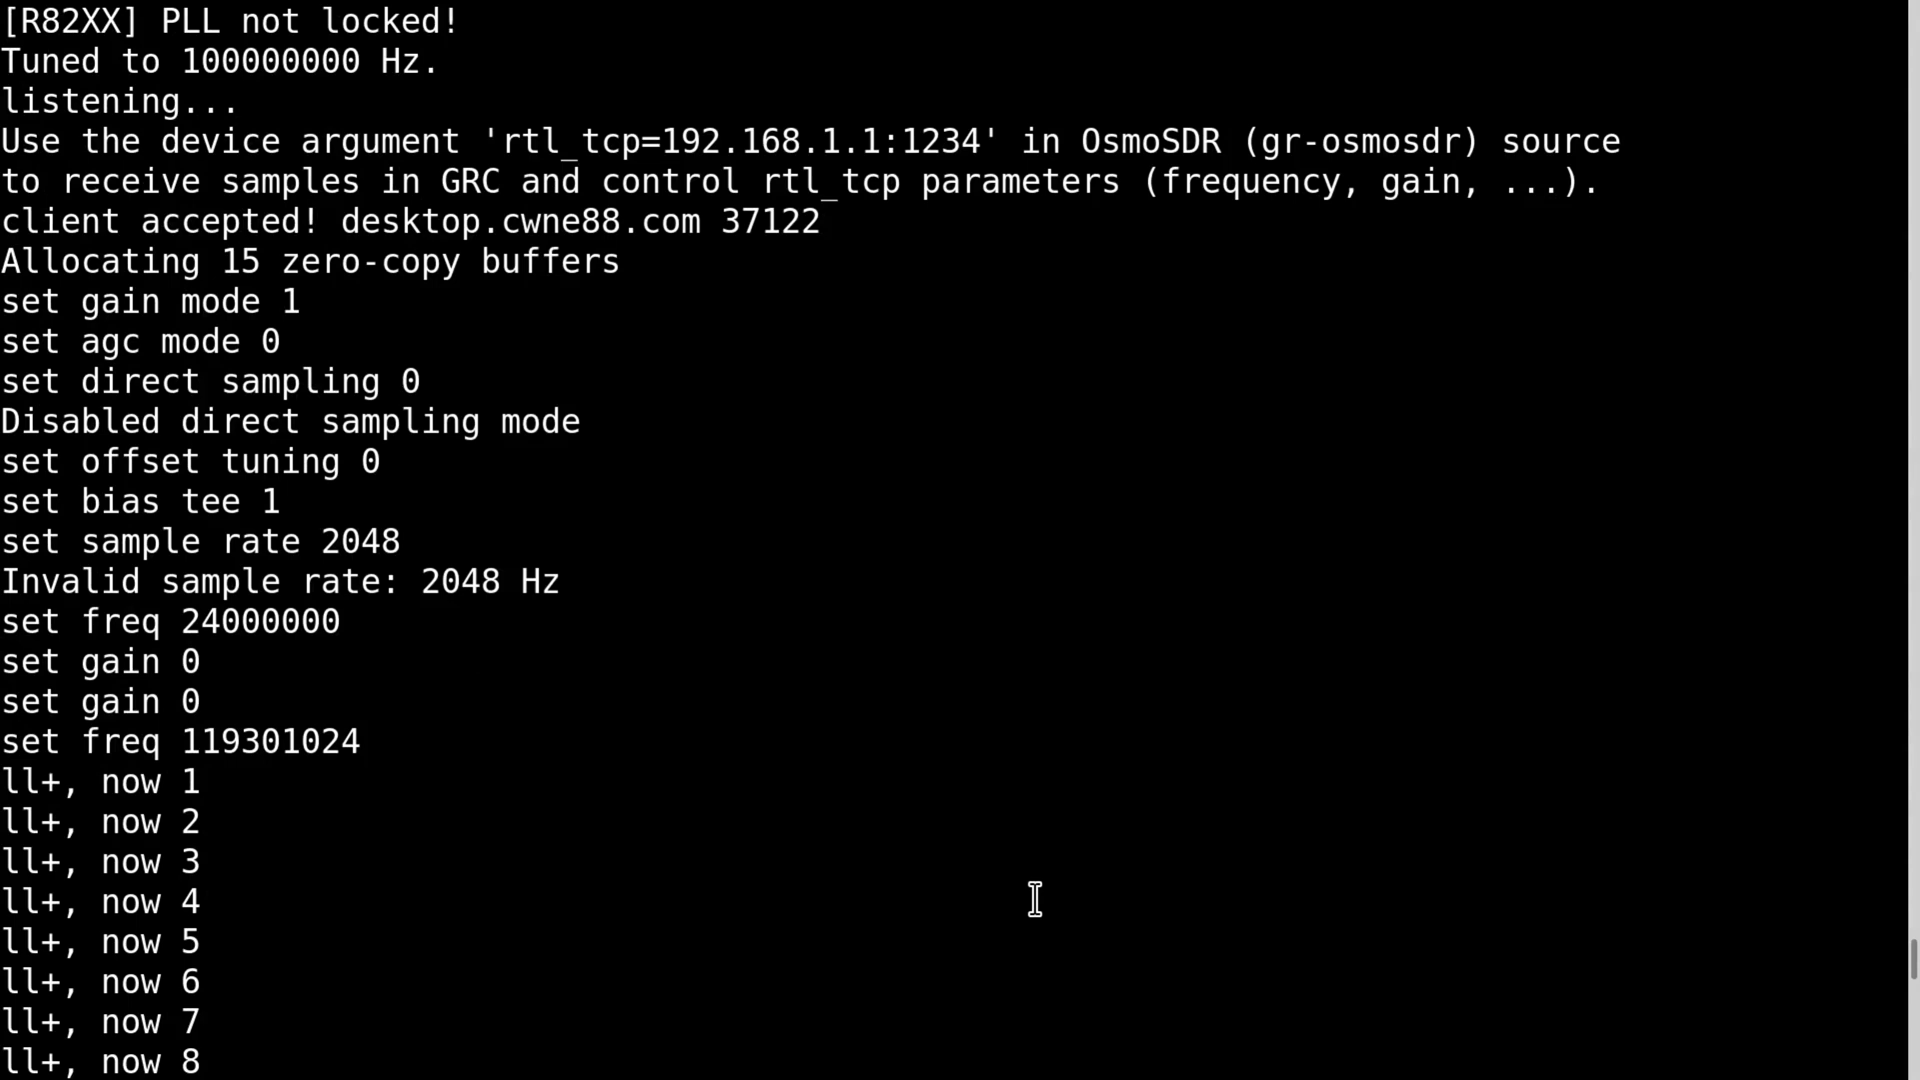 [R82XX] PLL not locked!
Tuned to 100000000 Hz.
listening...
Use the device argument 'rtl_tcp=192.168.1.1:1234' in OsmoSDR (gr-osmosdr) source
to receive samples in GRC and control rtl_tcp parameters (frequency, gain, ...).
client accepted! desktop.cwne88.com 37122
Allocating 15 zero-copy buffers
set gain mode 1
set agc mode 0
set direct sampling 0
Disabled direct sampling mode
set offset tuning 0
set bias tee 1
set sample rate 2048
Invalid sample rate: 2048 Hz
set freq 24000000
set gain 0
set gain 0
set freq 119301024
ll+, now 1
ll+, now 2
ll+, now 3
ll+, now 4
ll+, now 5
ll+, now 6
ll+, now 7
ll+, now 8